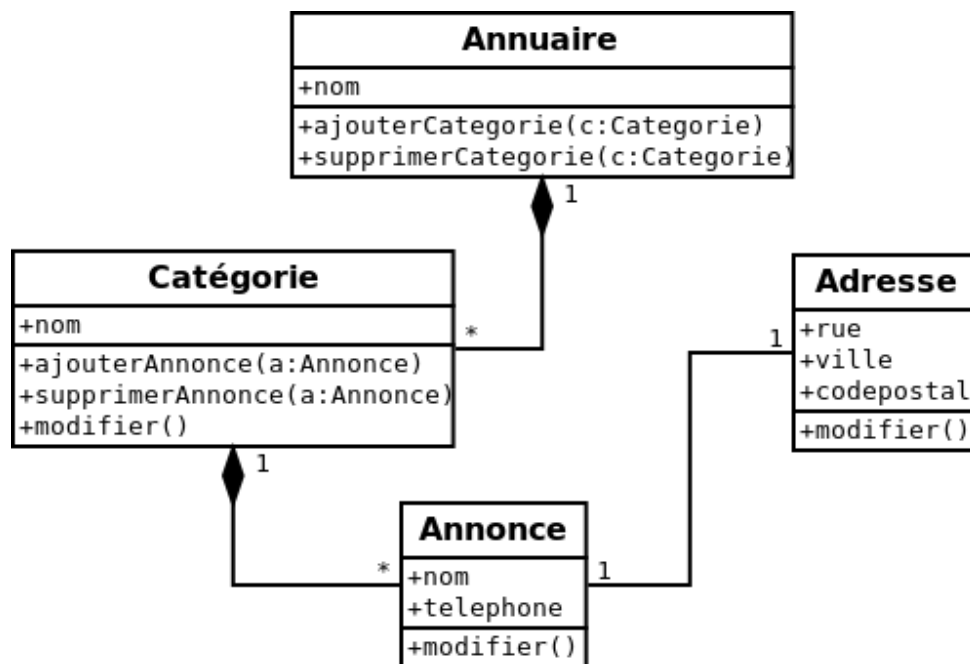 Annuaire
+nom
+ajouterCategorie(c:Categorie)
+supprimerCategorie(c:Categorie)
1
*
Catégorie
+nom
+ajouterAnnonce(a:Annonce)
+supprimerAnnonce(a:Annonce)
+modifier()
1
*
Adresse
+rue
+ville
+codepostal
+modifier()
1
Annonce
+nom
+telephone
+modifier()
1